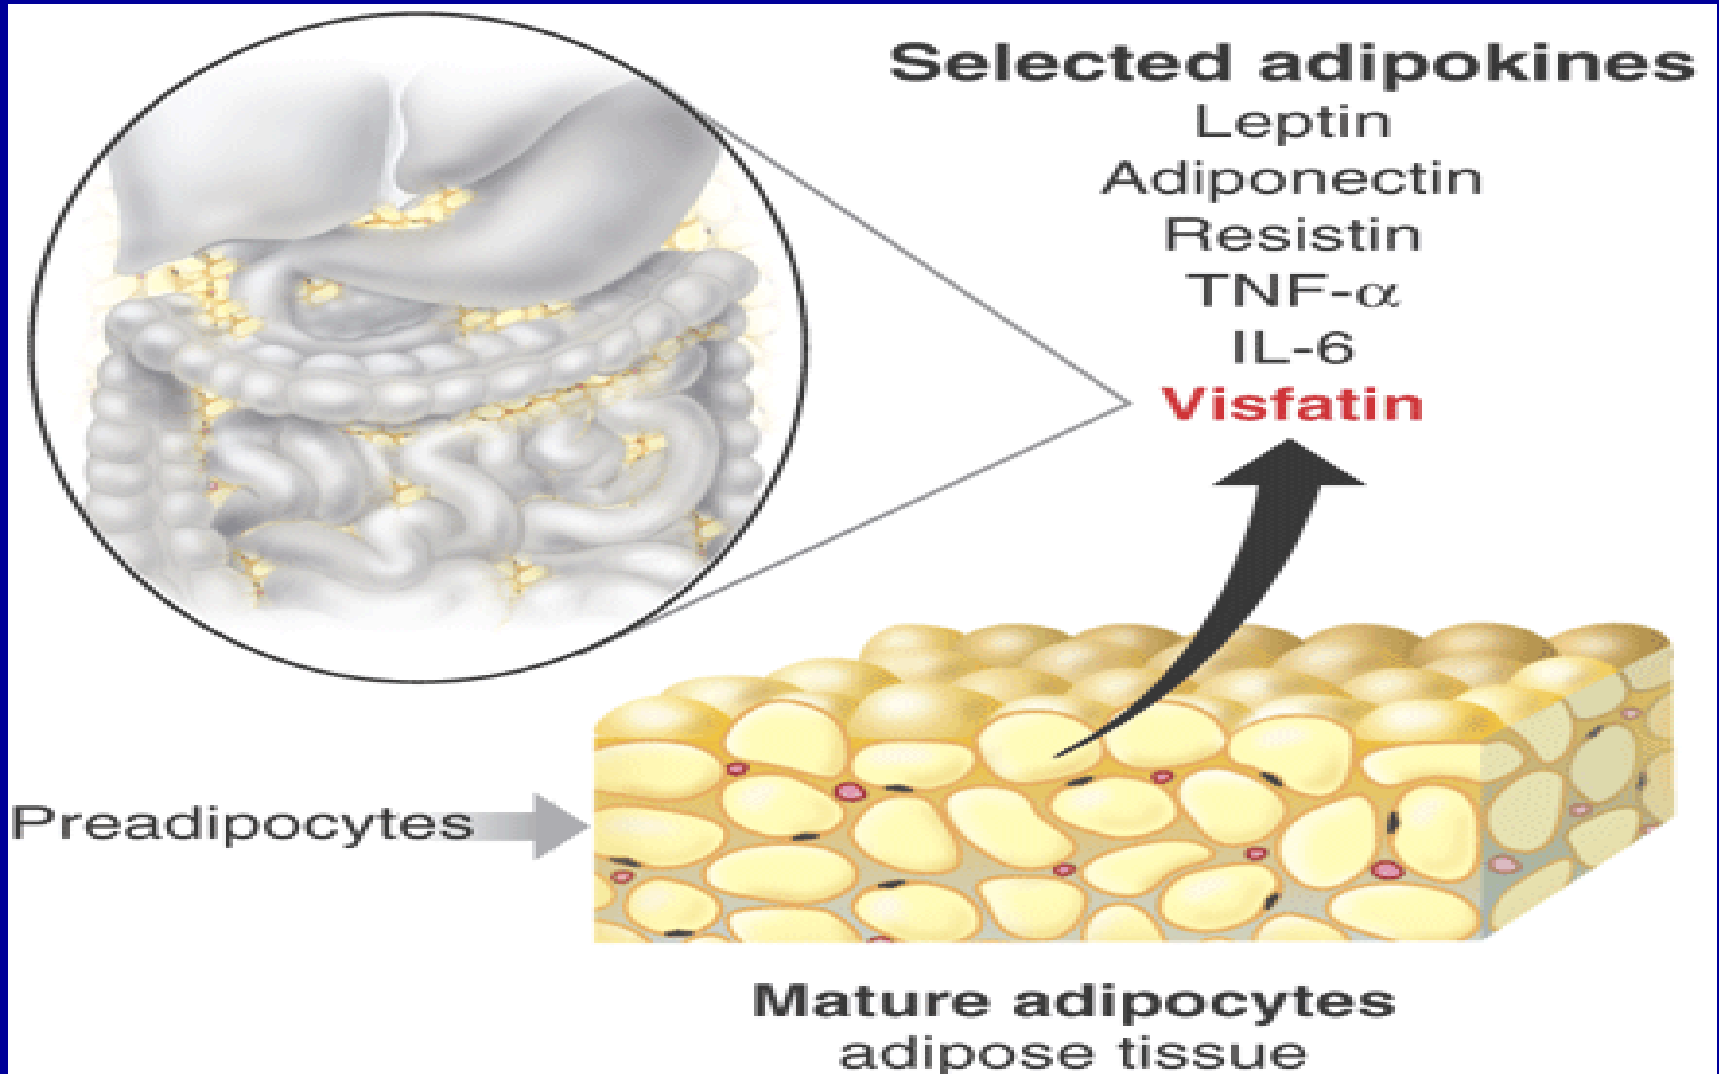 Selected adipokines
Leptin
Adiponectin
Resistin
TNF-α
IL-6
Visfatin
Preadipocytes
Mature adipocytes
adipose tissue